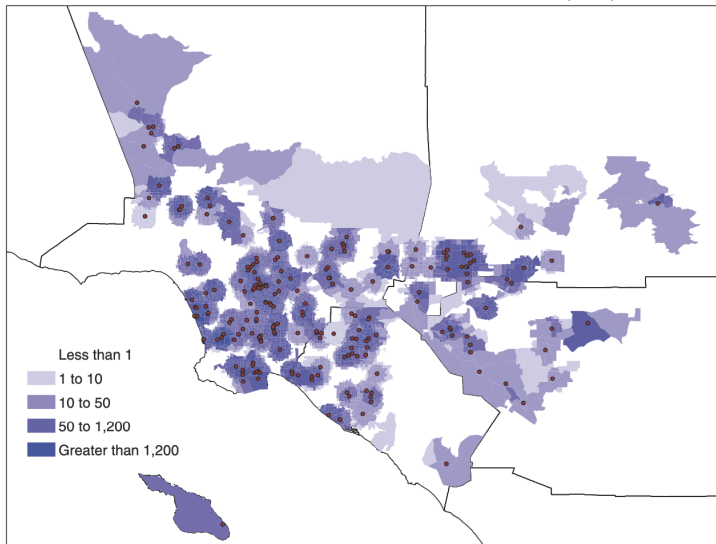 Less than 1
1 to 10
10 to 50
50 to 1,200
Greater than 1,200